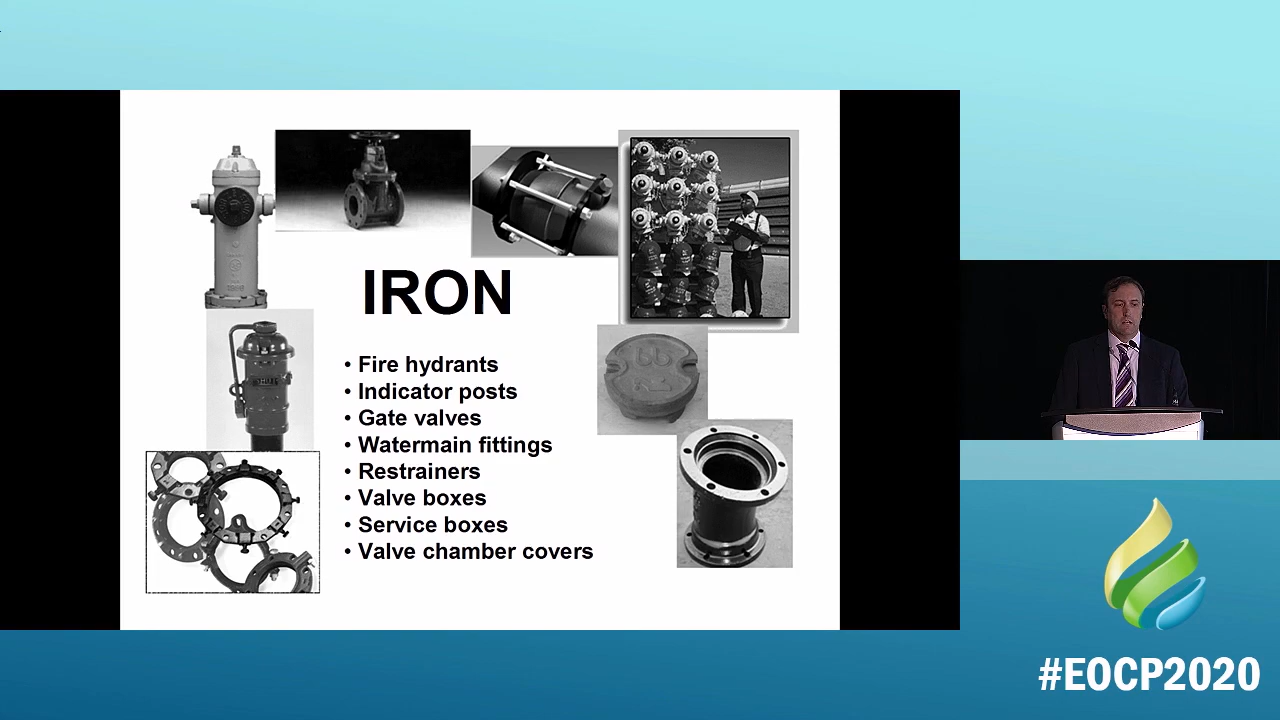 IRON
• Fire hydrants
• Indicator posts
• Gate valves
• Watermain fittings
• Restrainers
• Valve boxes
• Service boxes
• Valve chamber covers
#EOCP2020